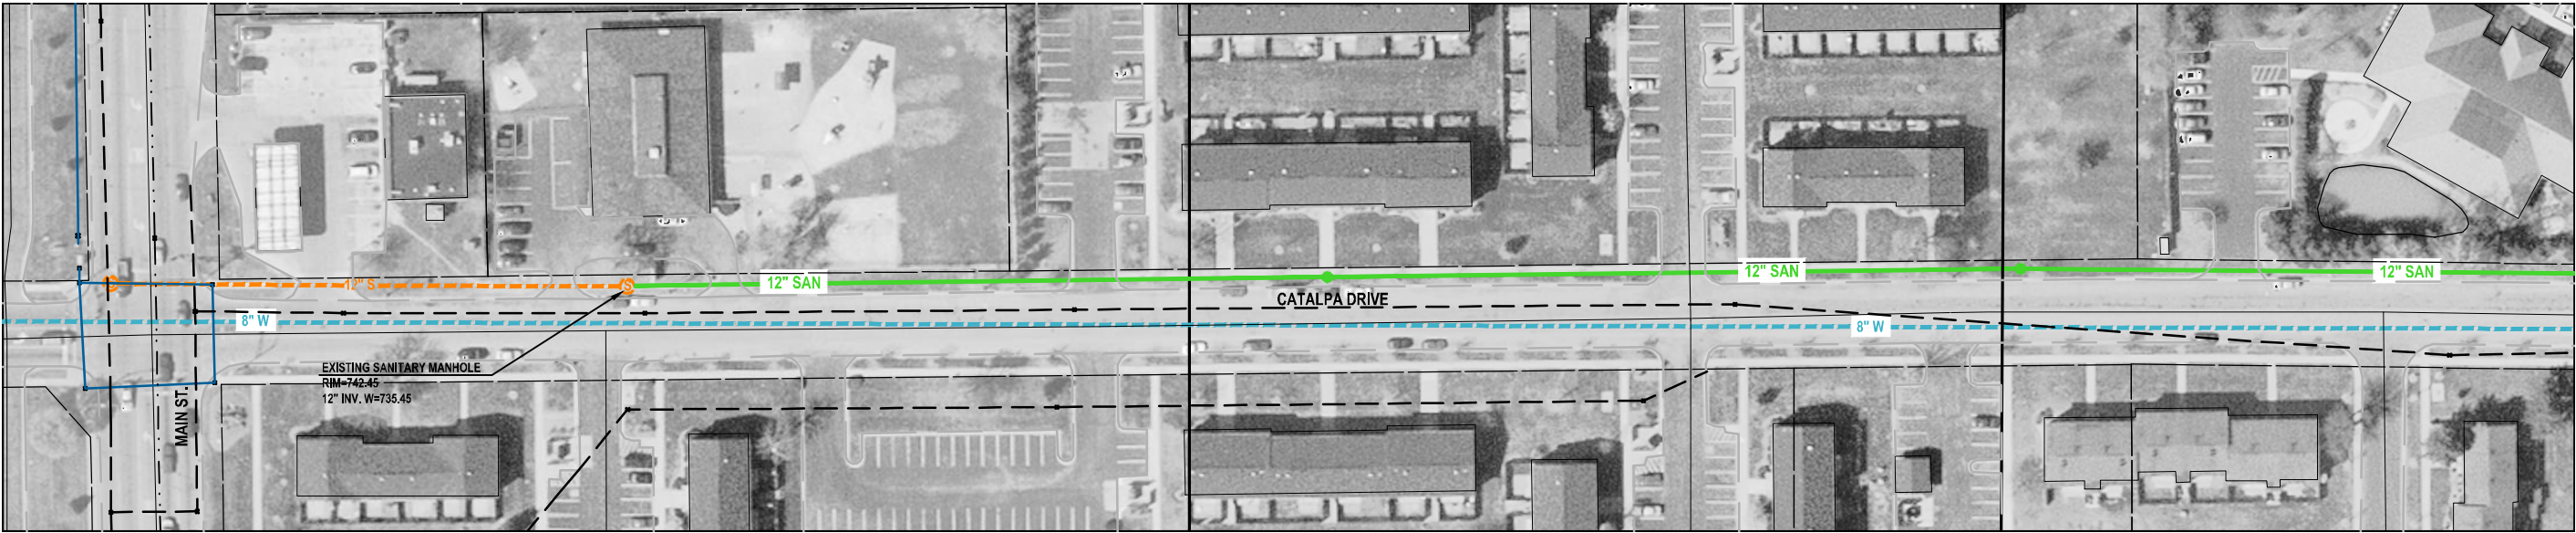 12" S
12" SAN
12" SAN
12" SAN
CATALPA DRIVE
8" W
8" W
EXISTING SANITARY MANHOLE
RIM=742.45
12" INV. W=735.45
MAIN ST.
S